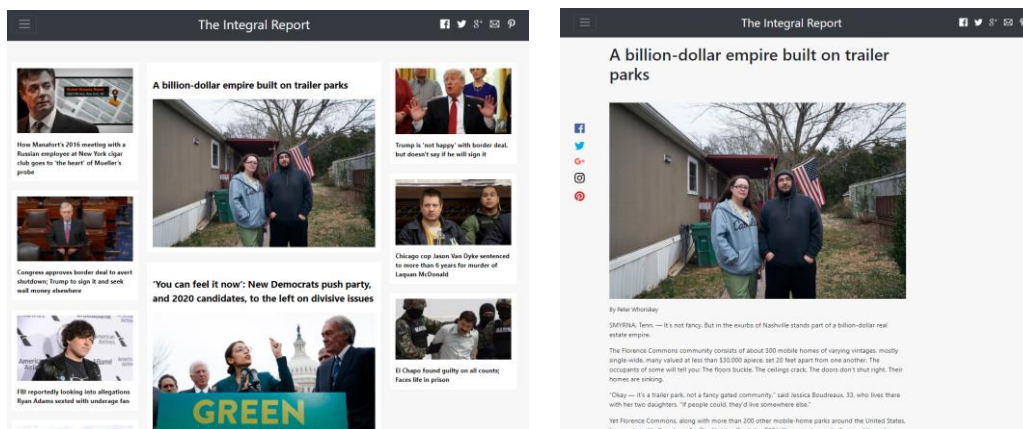 The Integral Report
How Manafort's 2016 meeting with a
Russian employee at New York cigar
club goes to 'the heart' of Mueller's
probe
Congress approves border deal to avert
shutdown; Trump to sign it and seek
wall money elsewhere
FBI reportedly looking into allegations
Ryan Adams sexted with underage fan
A billion-dollar empire built on trailer parks
'You can feel it now': New Democrats push party,
and 2020 candidates, to the left on divisive issues
GREEN
Trump is 'not happy' with border deal,
but doesn't say if he will sign it
Chicago cop Jason Van Dyke sentenced
to more than 6 years for murder of
Laquan McDonald
El Chapo found guilty on all counts;
Faces life in prison
The Integral Report
A billion-dollar empire built on trailer
parks
By Peter Whoriskey
SMYRNA, Tenn. — It's not fancy. But in the exurbs of Nashville stands part of a billion-dollar real
estate empire.
The Florence Commons community consists of about 300 mobile homes of varying vintages, mostly
single-wide, many valued at less than $30,000 apiece, set 20 feet apart from one another. The
occupants of some will tell you: The floors buckle. The ceilings crack. The doors don't shut right. Their
homes are sinking.
"Okay — it's a trailer park, not a fancy gated community," said Jessica Boudreaux, 33, who lives there
with her two daughters. "If people could, they'd live somewhere else."
Yet Florence Commons, along with more than 200 other mobile-home parks around the United States,